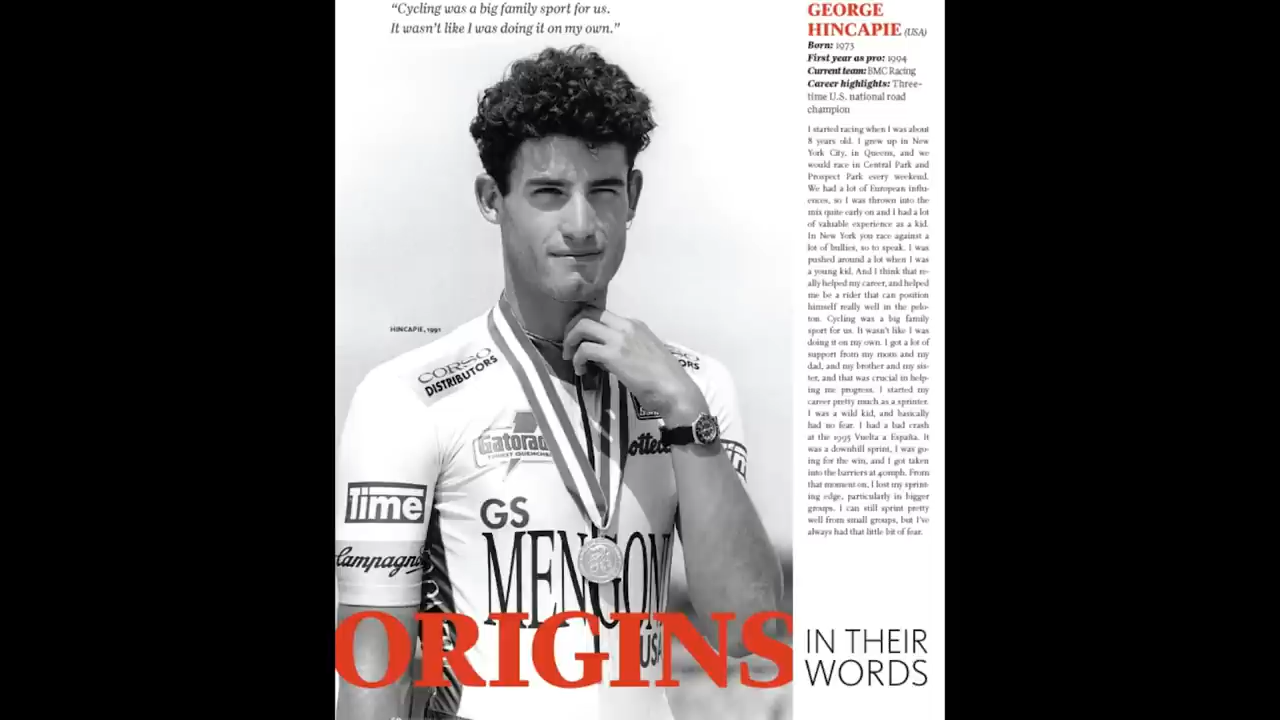 “Cycling was a big family sport for us.
It wasn’t like I was doing it on my own.”
HINCAPIE, 1991
CORSO
DISTRIBUTORS
ORS
Gatorad
THIRST QUENCHER
ottec
Time
Campagno
GS
MENGONI
USA
ORIGINS
GEORGE
HINCAPIE (USA)
Born: 1973
First year as pro: 1994
Current team: BMC Racing
Career highlights: Three-
time U.S. national road
champion
I started racing when I was about
8 years old. I grew up in New
York City, in Queens, and we
would race in Central Park and
Prospect Park every weekend.
We had a lot of European influ-
ences, so I was thrown into the
mix quite early on and I had a lot
of valuable experience as a kid.
In New York you race against a
lot of bullies, so to speak. I was
pushed around a lot when I was
a young kid. And I think that re-
ally helped my career, and helped
me be a rider that can position
himself really well in the pelo-
ton. Cycling was a big family
sport for us. It wasn’t like I was
doing it on my own. I got a lot of
support from my mom and my
dad, and my brother and my sis-
ter, and that was crucial in help-
ing me progress. I started my
career pretty much as a sprinter.
I was a wild kid, and basically
had no fear. I had a bad crash
at the 1995 Vuelta a España. It
was a downhill sprint, I was go-
ing for the win, and I got taken
into the barriers at 40mph. From
that moment on, I lost my sprint-
ing edge, particularly in bigger
groups. I can still sprint pretty
well from small groups, but I’ve
always had that little bit of fear.
IN THEIR
WORDS